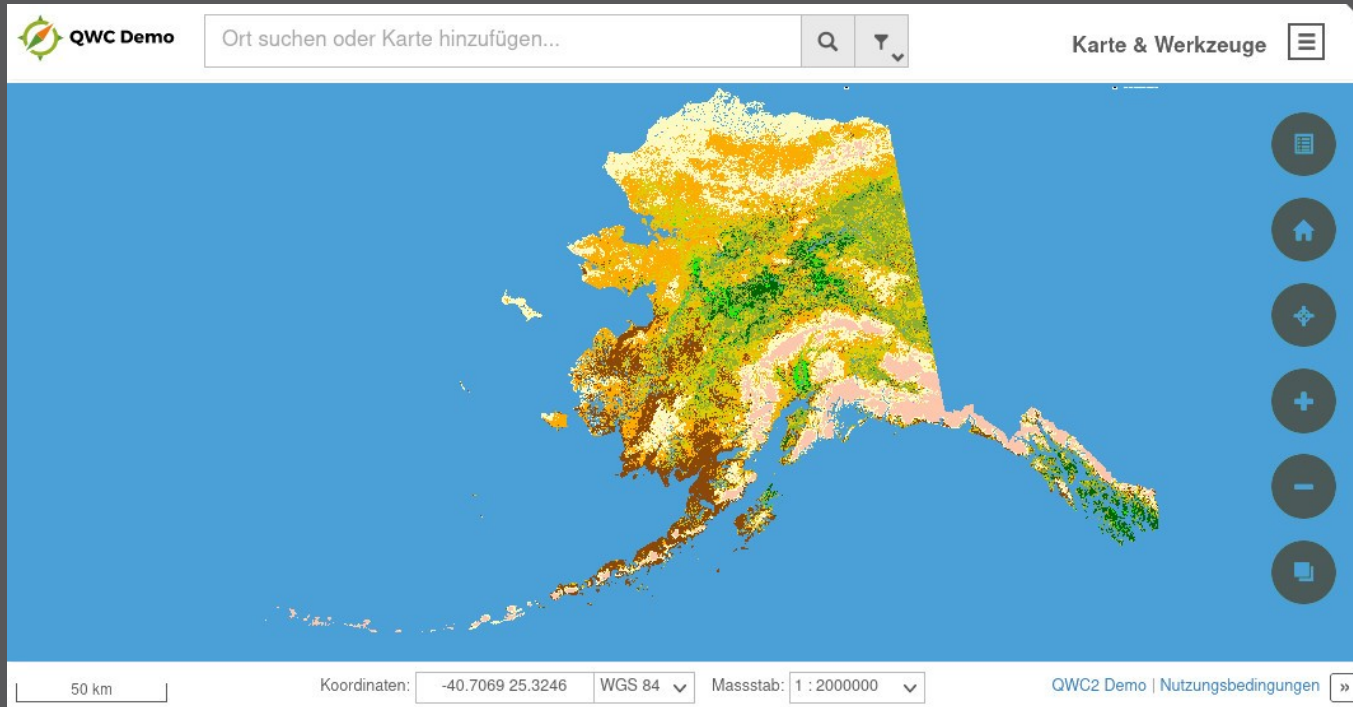 QWC Demo
Ort suchen oder Karte hinzufügen...
Karte & Werkzeuge
50 km
Koordinaten: -40.7069 25.3246 WGS 84 Massstab: 1 : 2000000
QWC2 Demo | Nutzungsbedingungen »